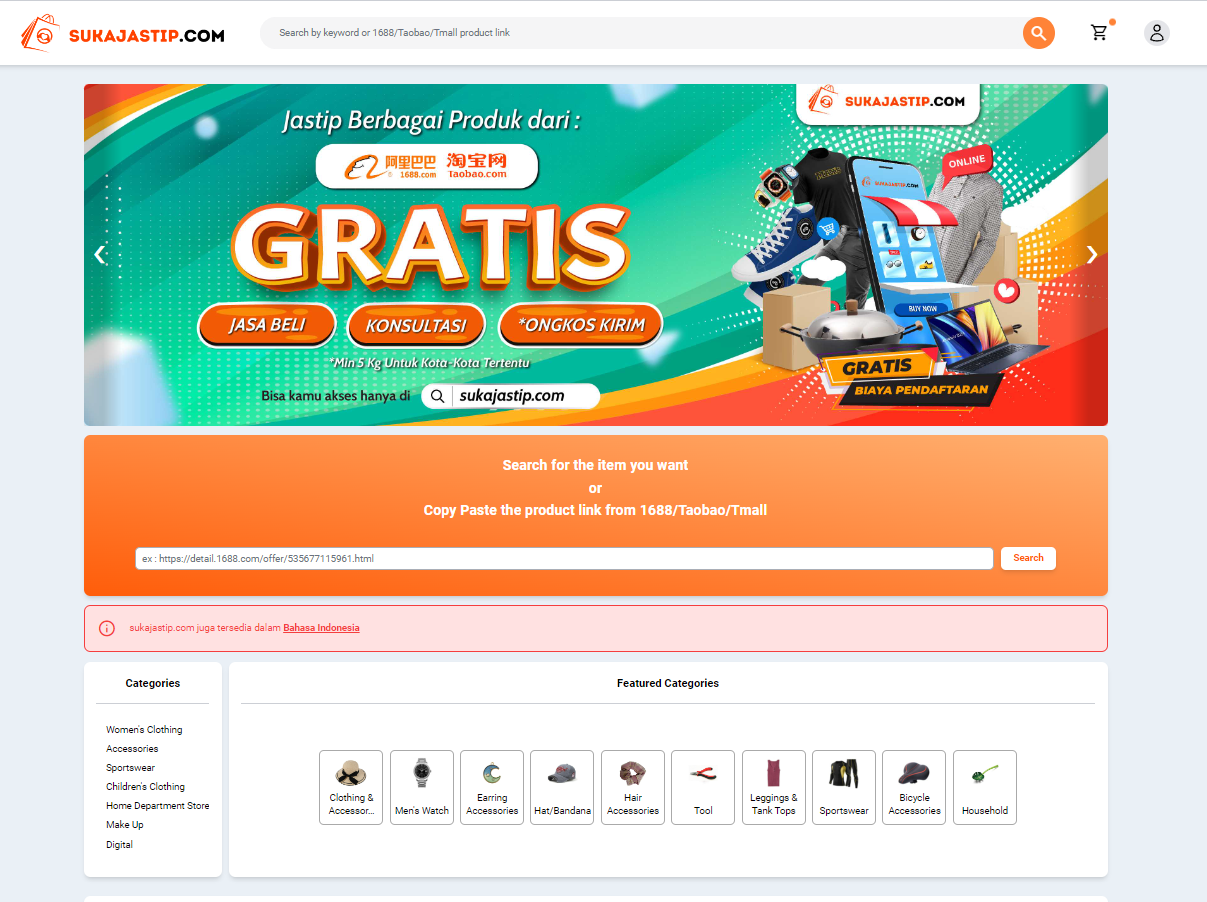 SUKAJASTIP.COM
Search by keyword or 1688/Taobao/Tmall product link
Jastip Berbagai Produk dari :
阿里巴巴
1688.com
淘宝网
Taobao.com
GRATIS
JASA BELI
KONSULTASI
*ONGKOS KIRIM
*Min 5 Kg Untuk Kota-Kota Tertentu
Bisa kamu akses hanya di
sukajastip.com
SUKAJASTIP.COM
ONLINE
SUKAJASTIP.COM
BUY NOW
GRATIS
BIAYA PENDAFTARAN
Search for the item you want
or
Copy Paste the product link from 1688/Taobao/Tmall
ex : https://detail.1688.com/offer/535677115961.html
Search
sukajastip.com juga tersedia dalam Bahasa Indonesia
Categories
Women's Clothing
Accessories
Sportswear
Children's Clothing
Home Department Store
Make Up
Digital
Featured Categories
Clothing &
Accessor...
Men's Watch
Earring
Accessories
Hat/Bandana
Hair
Accessories
Tool
Leggings &
Tank Tops
Sportswear
Bicycle
Accessories
Household